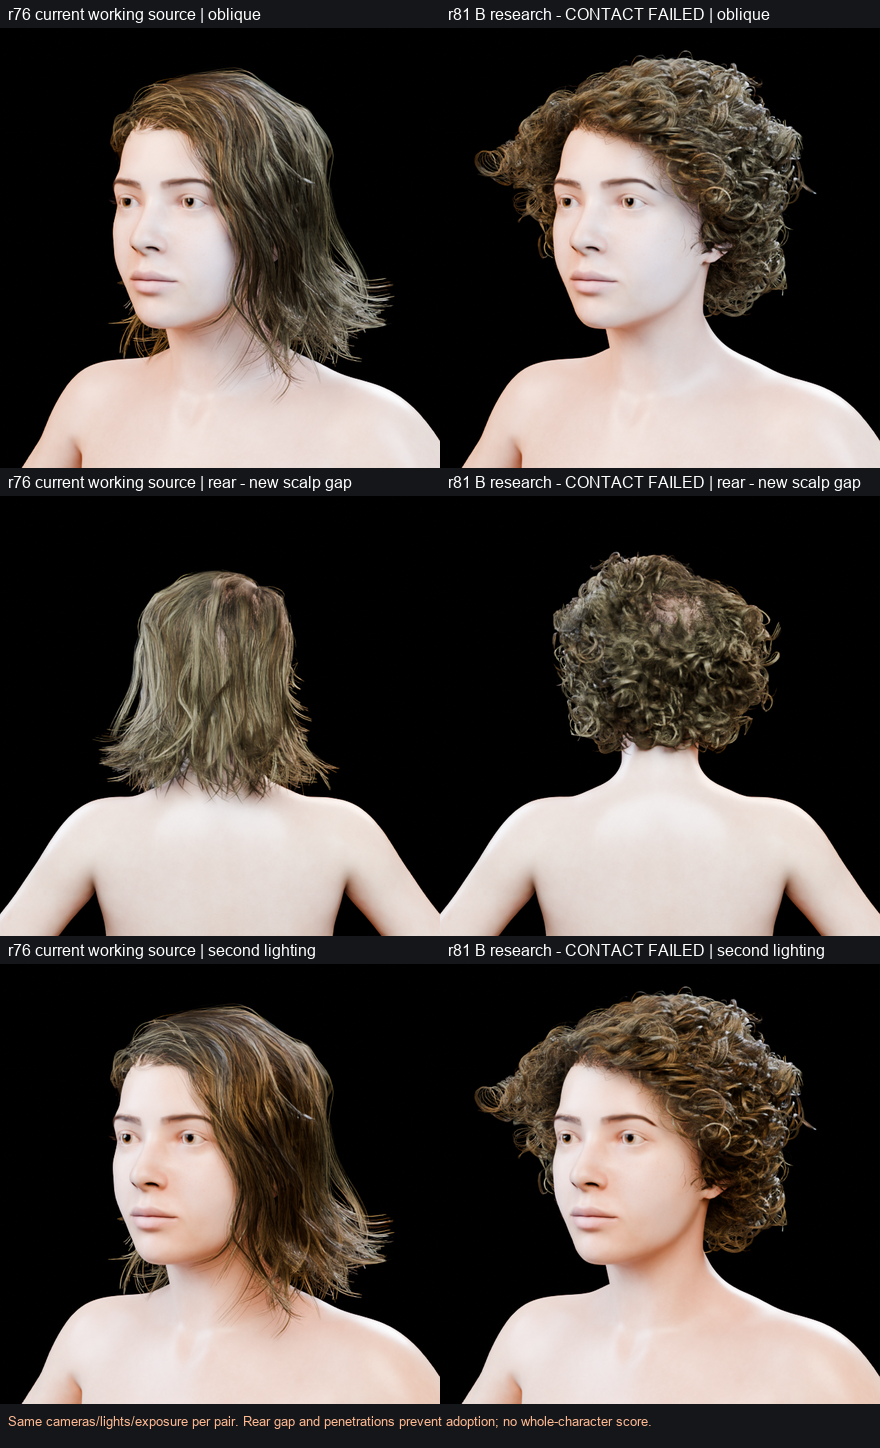 r76 current working source | oblique
r81 B research - CONTACT FAILED | oblique
r76 current working source | rear - new scalp gap
r81 B research - CONTACT FAILED | rear - new scalp gap
r76 current working source | second lighting
r81 B research - CONTACT FAILED | second lighting
Same cameras/lights/exposure per pair. Rear gap and penetrations prevent adoption; no whole-character score.